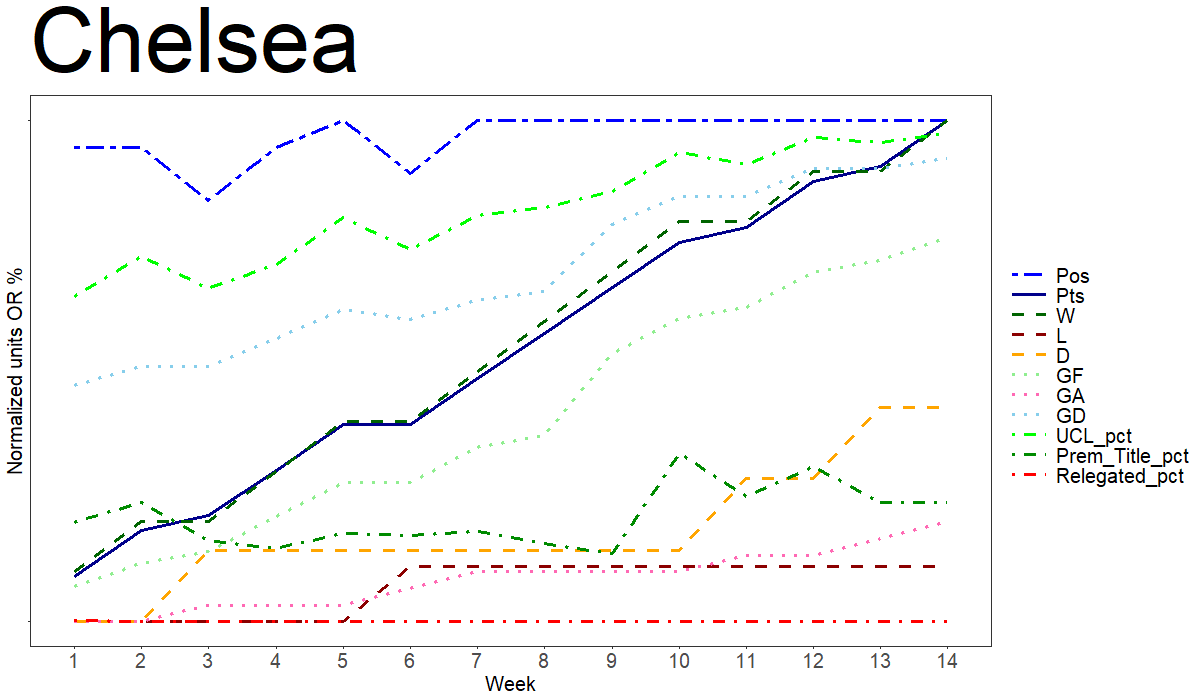 Chelsea
Normalized units OR %
1 2 3 4 5 6 7 8 9 10 11 12 13 14
Week
Pos
Pts
W
L
D
GF
GA
GD
UCL_pct
Prem_Title_pct
Relegated_pct